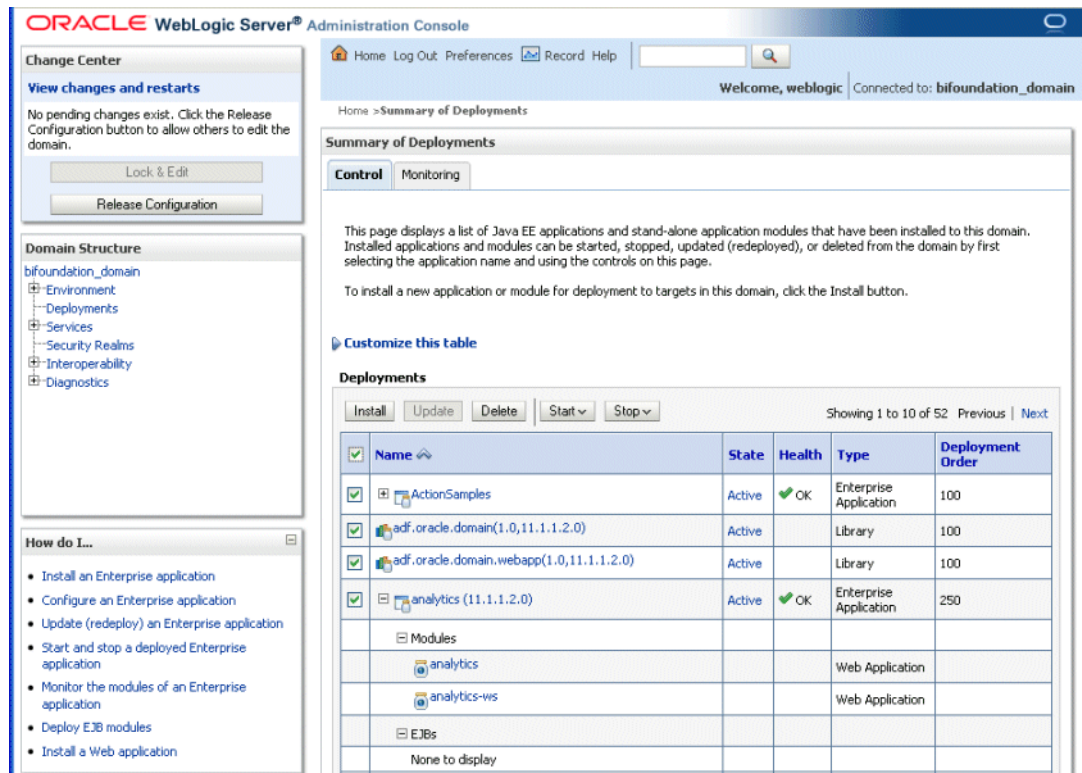 ORACLE WebLogic Server® Administration Console
Change Center
View changes and restarts
No pending changes exist. Click the Release
Configuration button to allow others to edit the
domain.
Lock & Edit
Release Configuration
Domain Structure
bifoundation_domain
Environment
Deployments
Services
Security Realms
Interoperability
Diagnostics
How do I...
Install an Enterprise application
Configure an Enterprise application
Update (redeploy) an Enterprise application
Start and stop a deployed Enterprise
application
Monitor the modules of an Enterprise
application
Deploy EJB modules
Install a Web application
Home Log Out Preferences Record Help
Welcome, weblogic Connected to: bifoundation_domain
Home >Summary of Deployments
Summary of Deployments
Control Monitoring
This page displays a list of Java EE applications and stand-alone application modules that have been installed to this domain.
Installed applications and modules can be started, stopped, updated (redeployed), or deleted from the domain by first
selecting the application name and using the controls on this page.
To install a new application or module for deployment to targets in this domain, click the Install button.
Customize this table
Deployments
Install Update Delete Start Stop Showing 1 to 10 of 52 Previous | Next
Name State Health Type Deployment
Order
ActionSamples Active OK Enterprise
Application 100
adf.oracle.domain(1.0,11.1.1.2.0) Active Library 100
adf.oracle.domain.webapp(1.0,11.1.1.2.0) Active Library 100
analytics (11.1.1.2.0) Active OK Enterprise
Application 250
Modules
analytics Web Application
analytics-ws Web Application
EJBs
None to display